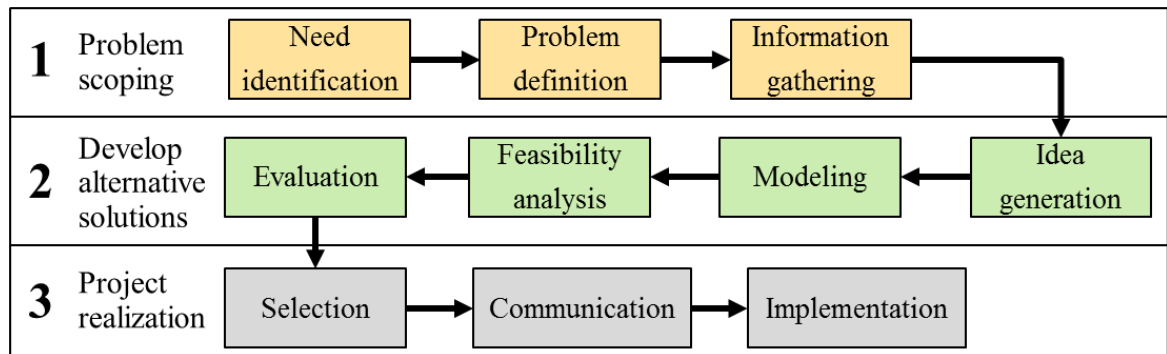 1
Problem
scoping
Need
identification
Problem
definition
Information
gathering
2
Develop
alternative
solutions
Evaluation
Feasibility
analysis
Modeling
Idea
generation
3
Project
realization
Selection
Communication
Implementation